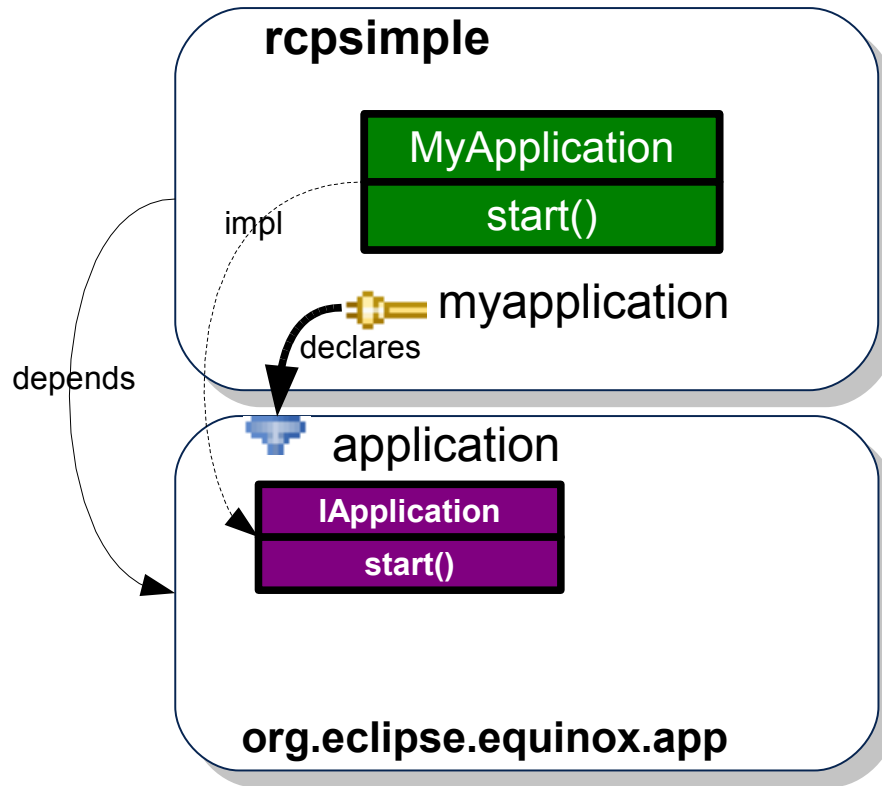 rcpsimple
MyApplication
start()
impl
myapplication
declares
depends
application
IApplication
start()
org.eclipse.equinox.app